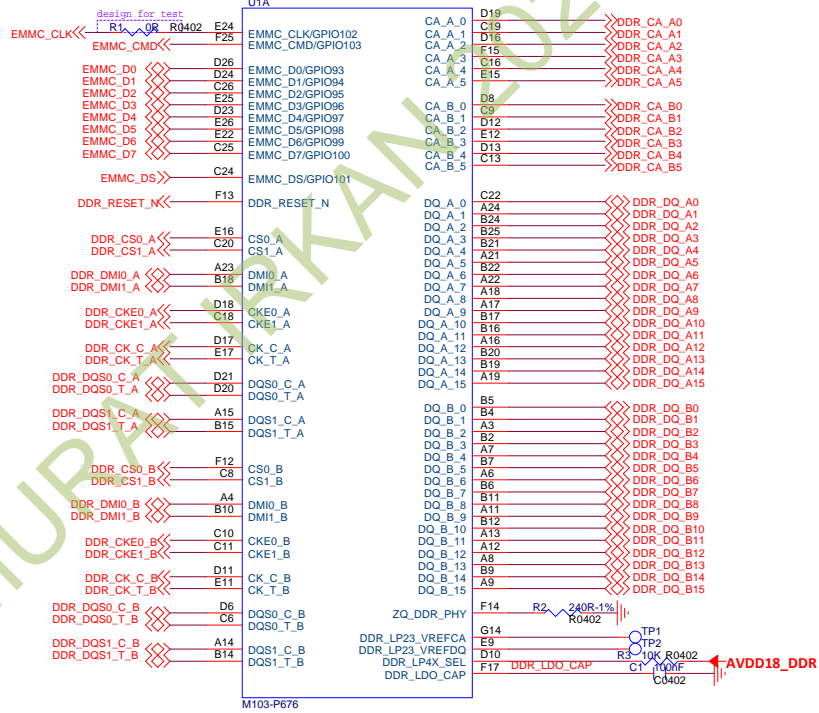 U1A
design for test
EMMC_CLK R1 0R R0402 E24 EMMC_CLK/GPIO102
EMMC_CMD F25 EMMC_CMD/GPIO103
EMMC_D0 D26 EMMC_D0/GPIO93
EMMC_D1 D24 EMMC_D1/GPIO94
EMMC_D2 C26 EMMC_D2/GPIO95
EMMC_D3 E25 EMMC_D3/GPIO96
EMMC_D4 D23 EMMC_D4/GPIO97
EMMC_D5 E26 EMMC_D5/GPIO98
EMMC_D6 E22 EMMC_D6/GPIO99
EMMC_D7 C25 EMMC_D7/GPIO100
EMMC_DS C24 EMMC_DS/GPIO101
DDR_RESET_N F13 DDR_RESET_N
DDR_CS0_A E16 CS0_A
DDR_CS1_A C20 CS1_A
DDR_DMI0_A A23 DMI0_A
DDR_DMI1_A B18 DMI1_A
DDR_CKE0_A D18 CKE0_A
DDR_CKE1_A C18 CKE1_A
DDR_CK_C_A D17 CK_C_A
DDR_CK_T_A E17 CK_T_A
DDR_DQS0_C_A D21 DQS0_C_A
DDR_DQS0_T_A D20 DQS0_T_A
DDR_DQS1_C_A A15 DQS1_C_A
DDR_DQS1_T_A B15 DQS1_T_A
DDR_CS0_B F12 CS0_B
DDR_CS1_B C8 CS1_B
DDR_DMI0_B A4 DMI0_B
DDR_DMI1_B B10 DMI1_B
DDR_CKE0_B C10 CKE0_B
DDR_CKE1_B C11 CKE1_B
DDR_CK_C_B D11 CK_C_B
DDR_CK_T_B E11 CK_T_B
DDR_DQS0_C_B D6 DQS0_C_B
DDR_DQS0_T_B C6 DQS0_T_B
DDR_DQS1_C_B A14 DQS1_C_B
DDR_DQS1_T_B B14 DQS1_T_B
CA_A_0 D19 DDR_CA_A0
CA_A_1 C19 DDR_CA_A1
CA_A_2 D16 DDR_CA_A2
CA_A_3 F15 DDR_CA_A3
CA_A_4 C16 DDR_CA_A4
CA_A_5 E15 DDR_CA_A5
CA_B_0 D8 DDR_CA_B0
CA_B_1 C9 DDR_CA_B1
CA_B_2 D12 DDR_CA_B2
CA_B_3 E12 DDR_CA_B3
CA_B_4 D13 DDR_CA_B4
CA_B_5 C13 DDR_CA_B5
DQ_A_0 C22 DDR_DQ_A0
DQ_A_1 A24 DDR_DQ_A1
DQ_A_2 B24 DDR_DQ_A2
DQ_A_3 B25 DDR_DQ_A3
DQ_A_4 B21 DDR_DQ_A4
DQ_A_5 A21 DDR_DQ_A5
DQ_A_6 B22 DDR_DQ_A6
DQ_A_7 A22 DDR_DQ_A7
DQ_A_8 A18 DDR_DQ_A8
DQ_A_9 A17 DDR_DQ_A9
DQ_A_10 B17 DDR_DQ_A10
DQ_A_11 B16 DDR_DQ_A11
DQ_A_12 A16 DDR_DQ_A12
DQ_A_13 B20 DDR_DQ_A13
DQ_A_14 B19 DDR_DQ_A14
DQ_A_15 A19 DDR_DQ_A15
DQ_B_0 B5 DDR_DQ_B0
DQ_B_1 B4 DDR_DQ_B1
DQ_B_2 A3 DDR_DQ_B2
DQ_B_3 B2 DDR_DQ_B3
DQ_B_4 A7 DDR_DQ_B4
DQ_B_5 B7 DDR_DQ_B5
DQ_B_6 A6 DDR_DQ_B6
DQ_B_7 B6 DDR_DQ_B7
DQ_B_8 B11 DDR_DQ_B8
DQ_B_9 A11 DDR_DQ_B9
DQ_B_10 B12 DDR_DQ_B10
DQ_B_11 A13 DDR_DQ_B11
DQ_B_12 A12 DDR_DQ_B12
DQ_B_13 A8 DDR_DQ_B13
DQ_B_14 B9 DDR_DQ_B14
DQ_B_15 A9 DDR_DQ_B15
ZQ_DDR_PHY F14 R2 240R-1% R0402
DDR_LP23_VREFCA G14 TP1
DDR_LP23_VREFDQ E9 TP2
DDR_LP4X_SEL D10 R3 10K R0402 AVDD18_DDR
DDR_LDO_CAP F17 DDR_LDO_CAP C1 100nF C0402
M103-P676
MURAT IRKAN